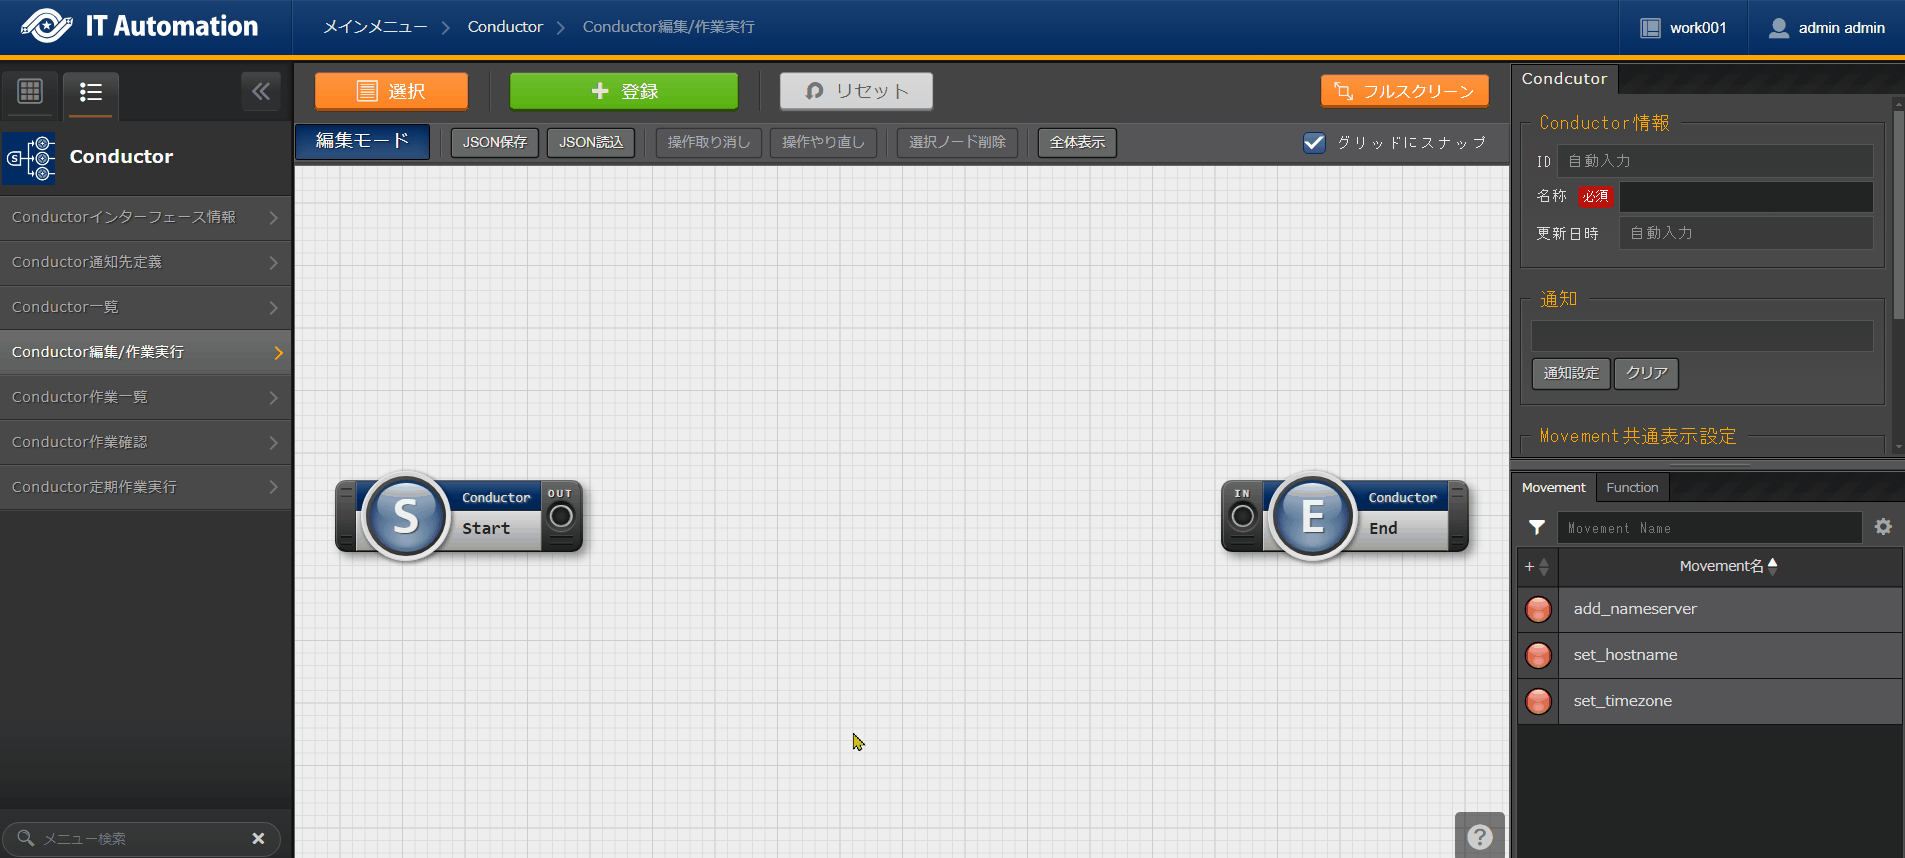 IT Automation
メインメニュー > Conductor > Conductor編集/作業実行
work001
admin admin
選択
登録
リセット
フルスクリーン
編集モード
JSON保存
JSON読込
操作取り消し
操作やり直し
選択ノード削除
全体表示
グリッドにスナップ
Conductor
Conductorインターフェース情報
Conductor通知先定義
Conductor一覧
Conductor編集/作業実行
Conductor作業一覧
Conductor作業確認
Conductor定期作業実行
メニュー検索
S
Conductor
Start
OUT
IN
E
Conductor
End
?
Condcutor
Conductor情報
ID 自動入力
名称 必須
更新日時 自動入力
通知
通知設定 クリア
Movement共通表示設定
Movement Function
Movement Name
+ Movement名
add_nameserver
set_hostname
set_timezone